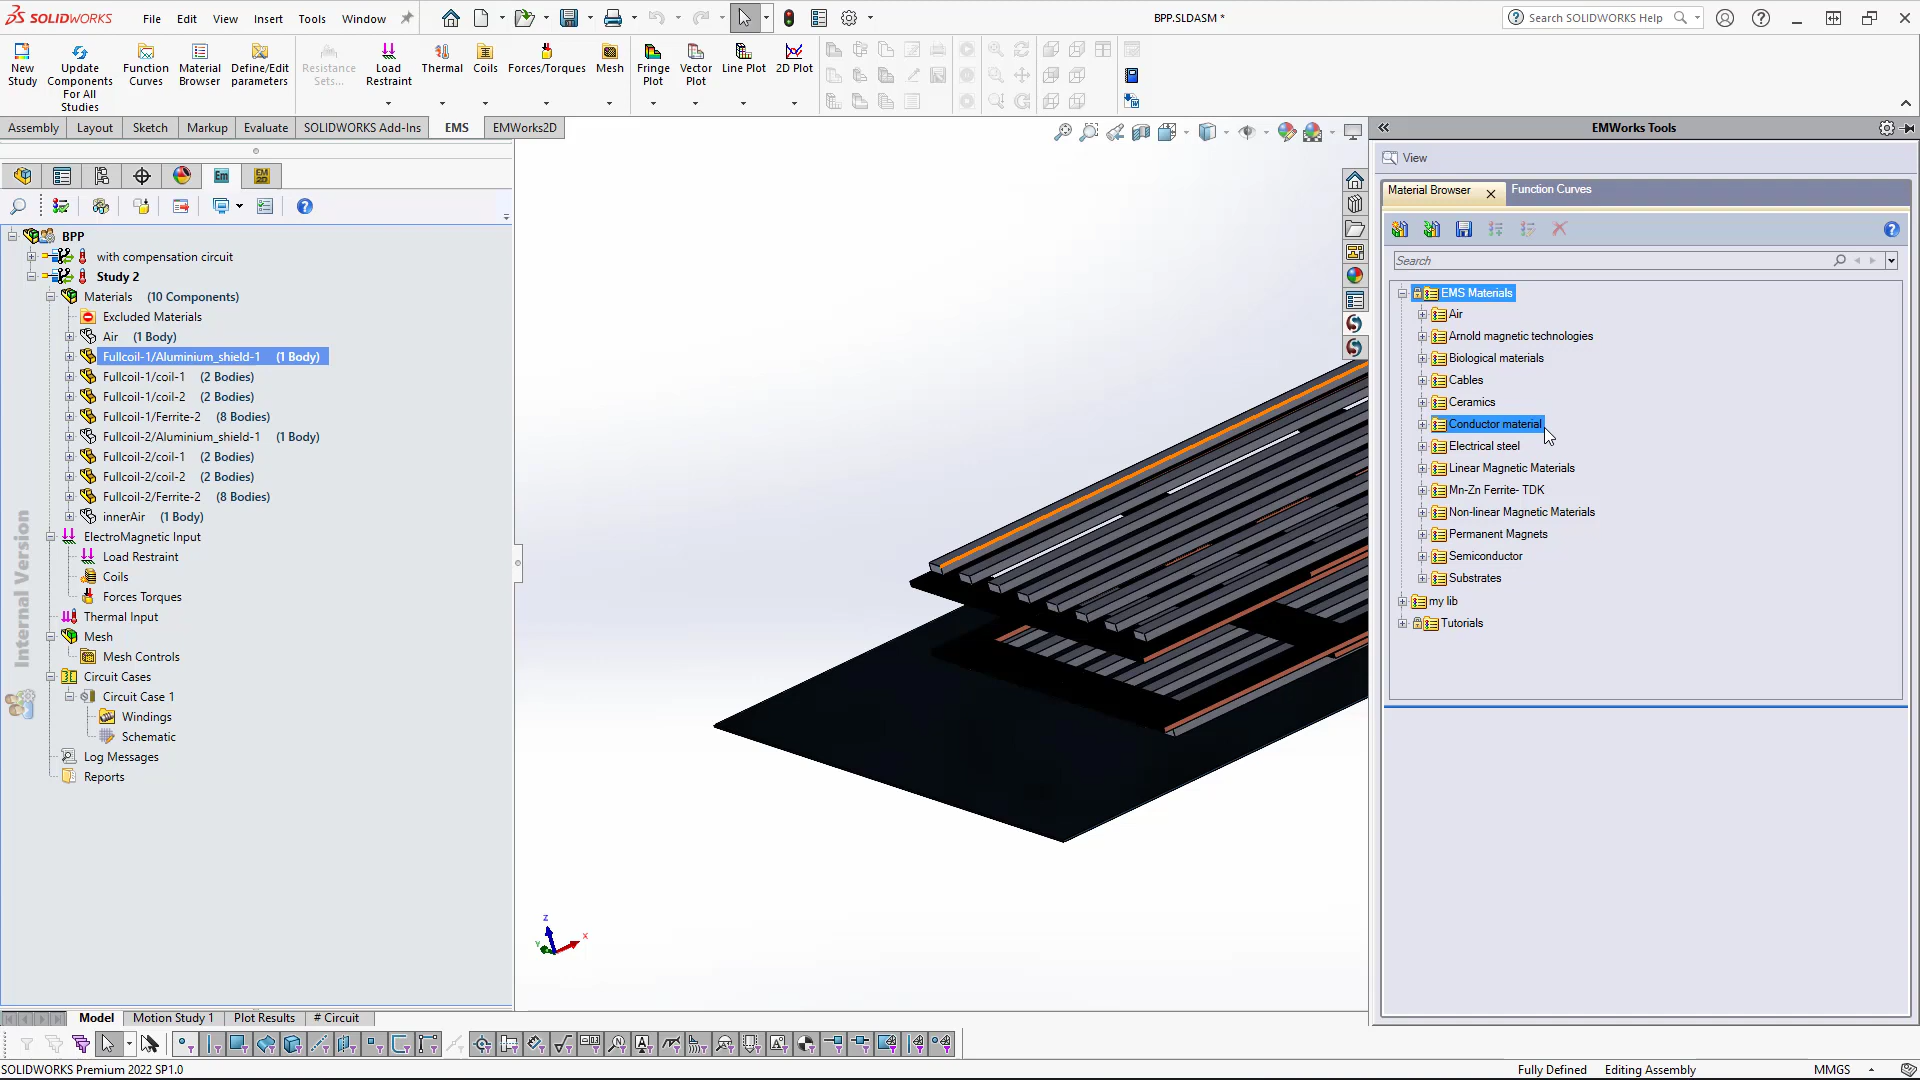 SOLIDWORKS
File Edit View Insert Tools Window
BPP.SLDASM *
Search SOLIDWORKS Help
New Study
Update Components For All Studies
Function Curves
Material Browser
Define/Edit parameters
Resistance Sets...
Load Restraint
Thermal
Coils
Forces/Torques
Mesh
Fringe Plot
Vector Plot
Line Plot
2D Plot
Assembly Layout Sketch Markup Evaluate SOLIDWORKS Add-Ins EMS EMWorks2D
BPP
with compensation circuit
Study 2
Materials (10 Components)
Excluded Materials
Air (1 Body)
Fullcoil-1/Aluminium_shield-1 (1 Body)
Fullcoil-1/coil-1 (2 Bodies)
Fullcoil-1/coil-2 (2 Bodies)
Fullcoil-1/Ferrite-2 (8 Bodies)
Fullcoil-2/Aluminium_shield-1 (1 Body)
Fullcoil-2/coil-1 (2 Bodies)
Fullcoil-2/coil-2 (2 Bodies)
Fullcoil-2/Ferrite-2 (8 Bodies)
innerAir (1 Body)
ElectroMagnetic Input
Load Restraint
Coils
Forces Torques
Thermal Input
Mesh
Mesh Controls
Circuit Cases
Circuit Case 1
Windings
Schematic
Log Messages
Reports
Internal Version
z
x
Y
EMWorks Tools
View
Material Browser
Function Curves
Search
EMS Materials
Air
Arnold magnetic technologies
Biological materials
Cables
Ceramics
Conductor material
Electrical steel
Linear Magnetic Materials
Mn-Zn Ferrite- TDK
Non-linear Magnetic Materials
Permanent Magnets
Semiconductor
Substrates
my lib
Tutorials
Model Motion Study 1 Plot Results # Circuit
SOLIDWORKS Premium 2022 SP1.0
Fully Defined Editing Assembly MMGS